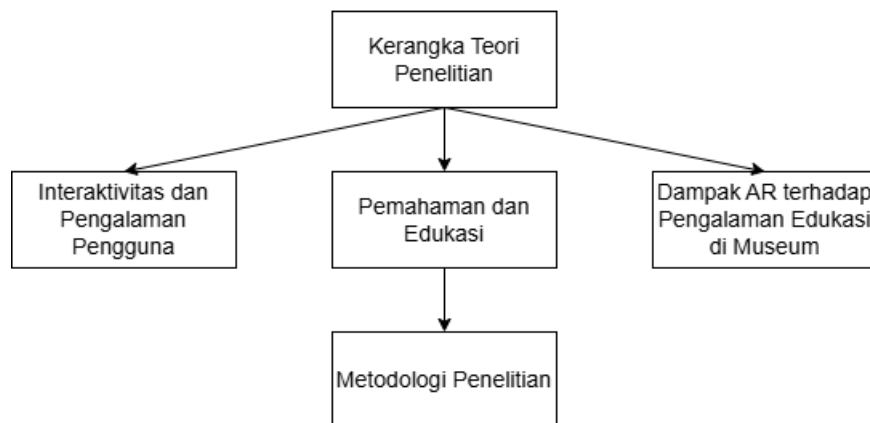 Kerangka Teori
Penelitian
Interaktivitas dan
Pengalaman
Pengguna
Pemahaman dan
Edukasi
Dampak AR terhadap
Pengalaman Edukasi
di Museum
Metodologi Penelitian